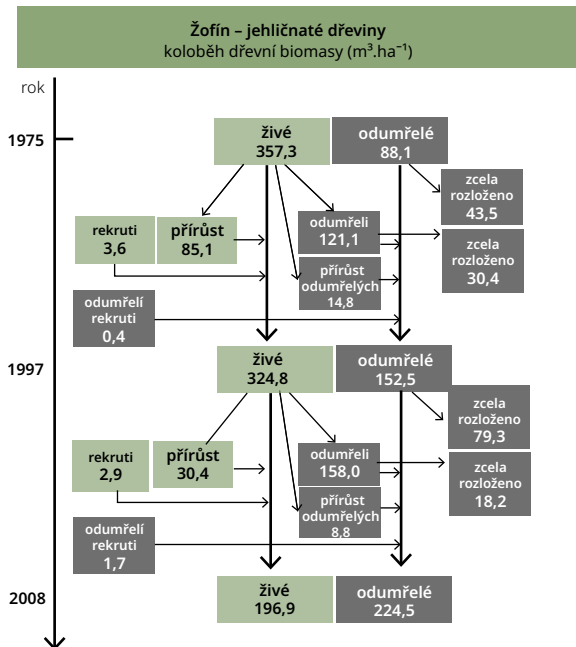 Žofín – jehličnaté dřeviny
koloběh dřevní biomasy (m³.ha⁻¹)
rok
1975
živé
357,3
odumřelé
88,1
zcela
rozloženo
43,5
rekruti
3,6
přírůst
85,1
odumřeli
121,1
zcela
rozloženo
30,4
přírůst
odumřelých
14,8
odumřelí
rekruti
0,4
1997
živé
324,8
odumřelé
152,5
zcela
rozloženo
79,3
rekruti
2,9
přírůst
30,4
odumřeli
158,0
zcela
rozloženo
18,2
přírůst
odumřelých
8,8
odumřelí
rekruti
1,7
2008
živé
196,9
odumřelé
224,5